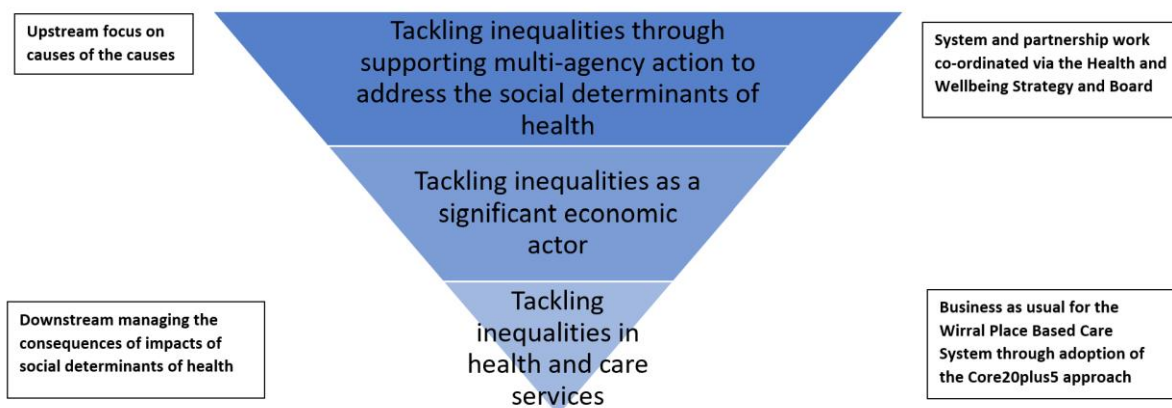 Upstream focus on
causes of the causes
Tackling inequalities through
supporting multi-agency action to
address the social determinants of
health
System and partnership work
co-ordinated via the Health and
Wellbeing Strategy and Board
Tackling inequalities as a
significant economic
actor
Downstream managing the
consequences of impacts of
social determinants of health
Tackling
inequalities in
health and care
services
Business as usual for the
Wirral Place Based Care
System through adoption of
the Core20plus5 approach